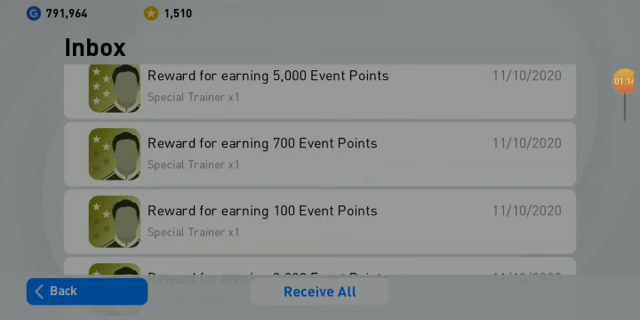 791,964
1,510
Inbox
Reward for earning 5,000 Event Points
11/10/2020
Special Trainer x1
Reward for earning 700 Event Points
11/10/2020
Special Trainer x1
Reward for earning 100 Event Points
11/10/2020
Special Trainer x1
Back
Receive All
01:14